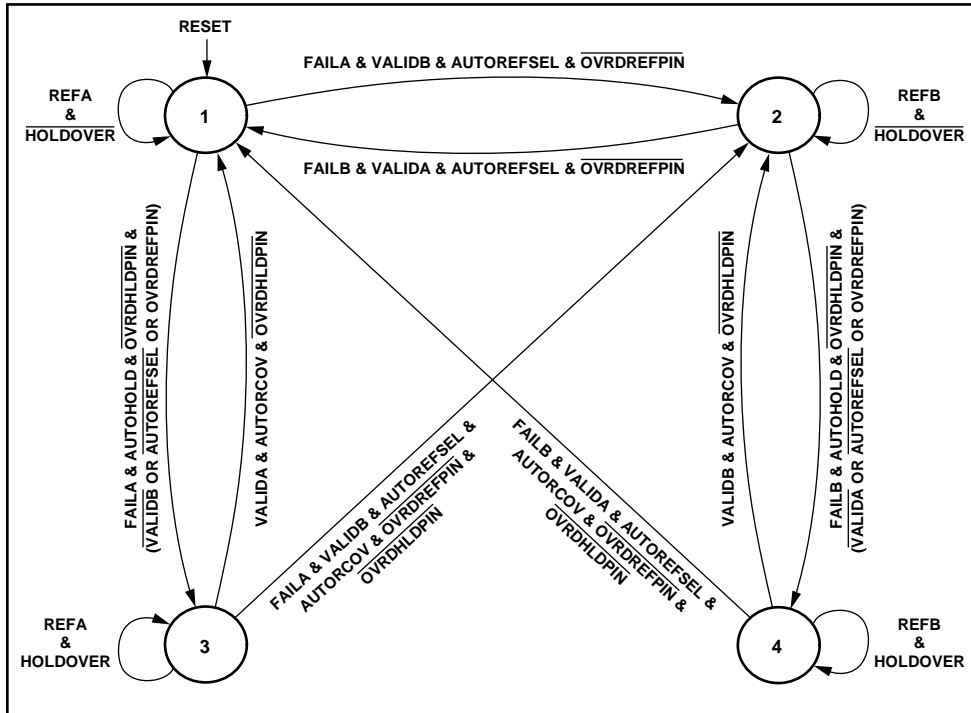 RESET
FAILA & VALIDB & AUTOREFSEL & OVRDREFPIN
REFA
&
HOLDOVER
1
2
REFB
&
HOLDOVER
FAILB & VALIDA & AUTOREFSEL & OVRDREFPIN
FAILA & AUTOHOLD & OVRDHLDPIN &
(VALIDB OR AUTOREFSEL OR OVRDREFPIN)
VALIDA & AUTORCOV & OVRDHLDPIN
VALIDB & AUTORCOV & OVRDHLDPIN
FAILB & AUTOHOLD & OVRDHLDPIN &
(VALIDA OR AUTOREFSEL OR OVRDREFPIN)
FAILA & VALIDB & AUTOREFSEL &
AUTORCOV & OVRDREFPIN &
OVRDHLDPIN
FAILB & VALIDA & AUTOREFSEL &
AUTORCOV & OVRDREFPIN &
OVRDHLDPIN
REFA
&
HOLDOVER
3
4
REFB
&
HOLDOVER